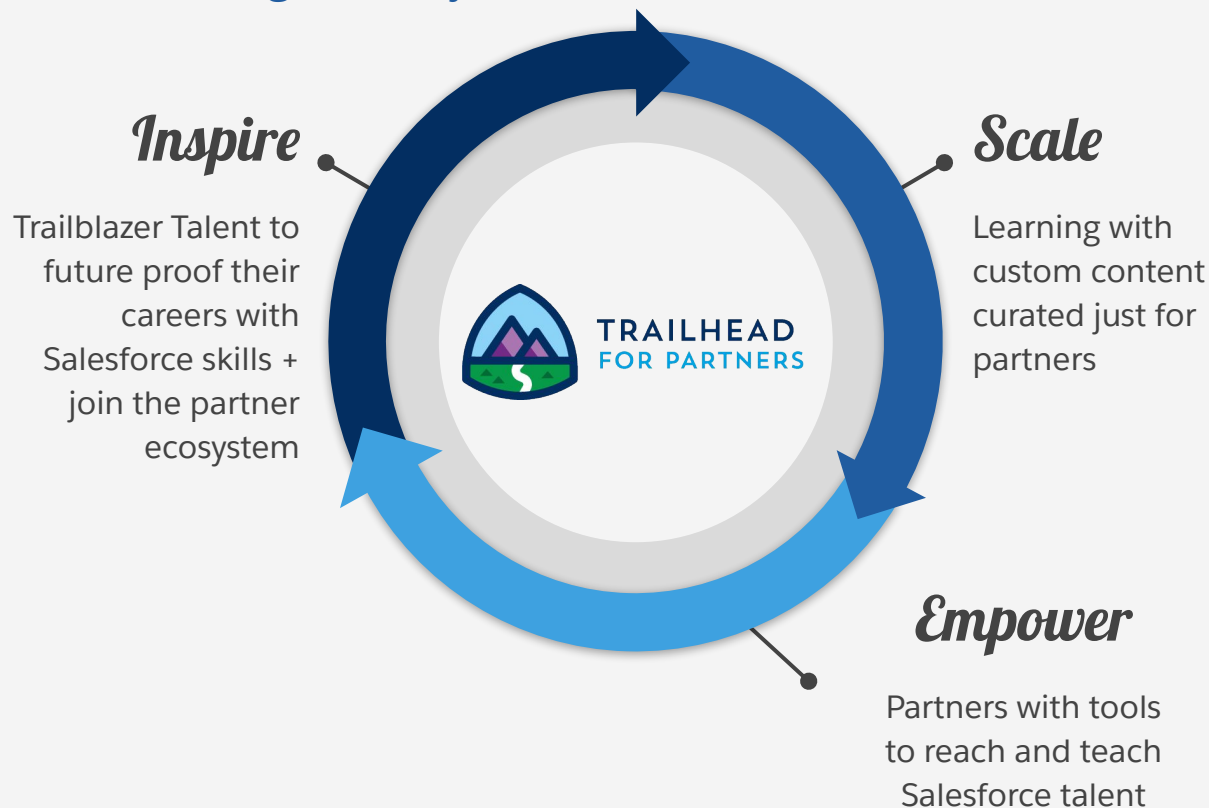 Inspire
Trailblazer Talent to
future proof their
careers with
Salesforce skills +
join the partner
ecosystem
TRAILHEAD
FOR PARTNERS
Scale
Learning with
custom content
curated just for
partners
Empower
Partners with tools
to reach and teach
Salesforce talent